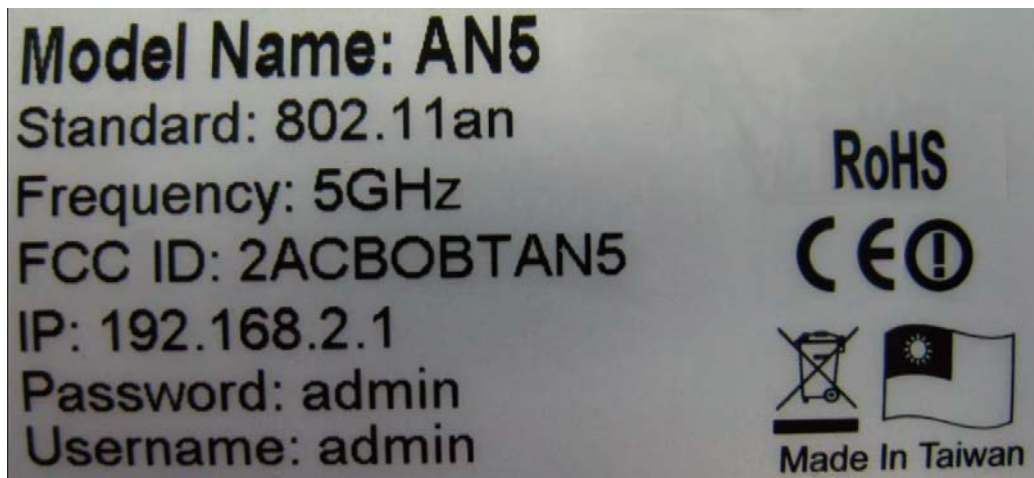 Model Name: AN5
Standard: 802.11an
Frequency: 5GHz
FCC ID: 2ACBOBTAN5
IP: 192.168.2.1
Password: admin
Username: admin
RoHS
CE
Made In Taiwan